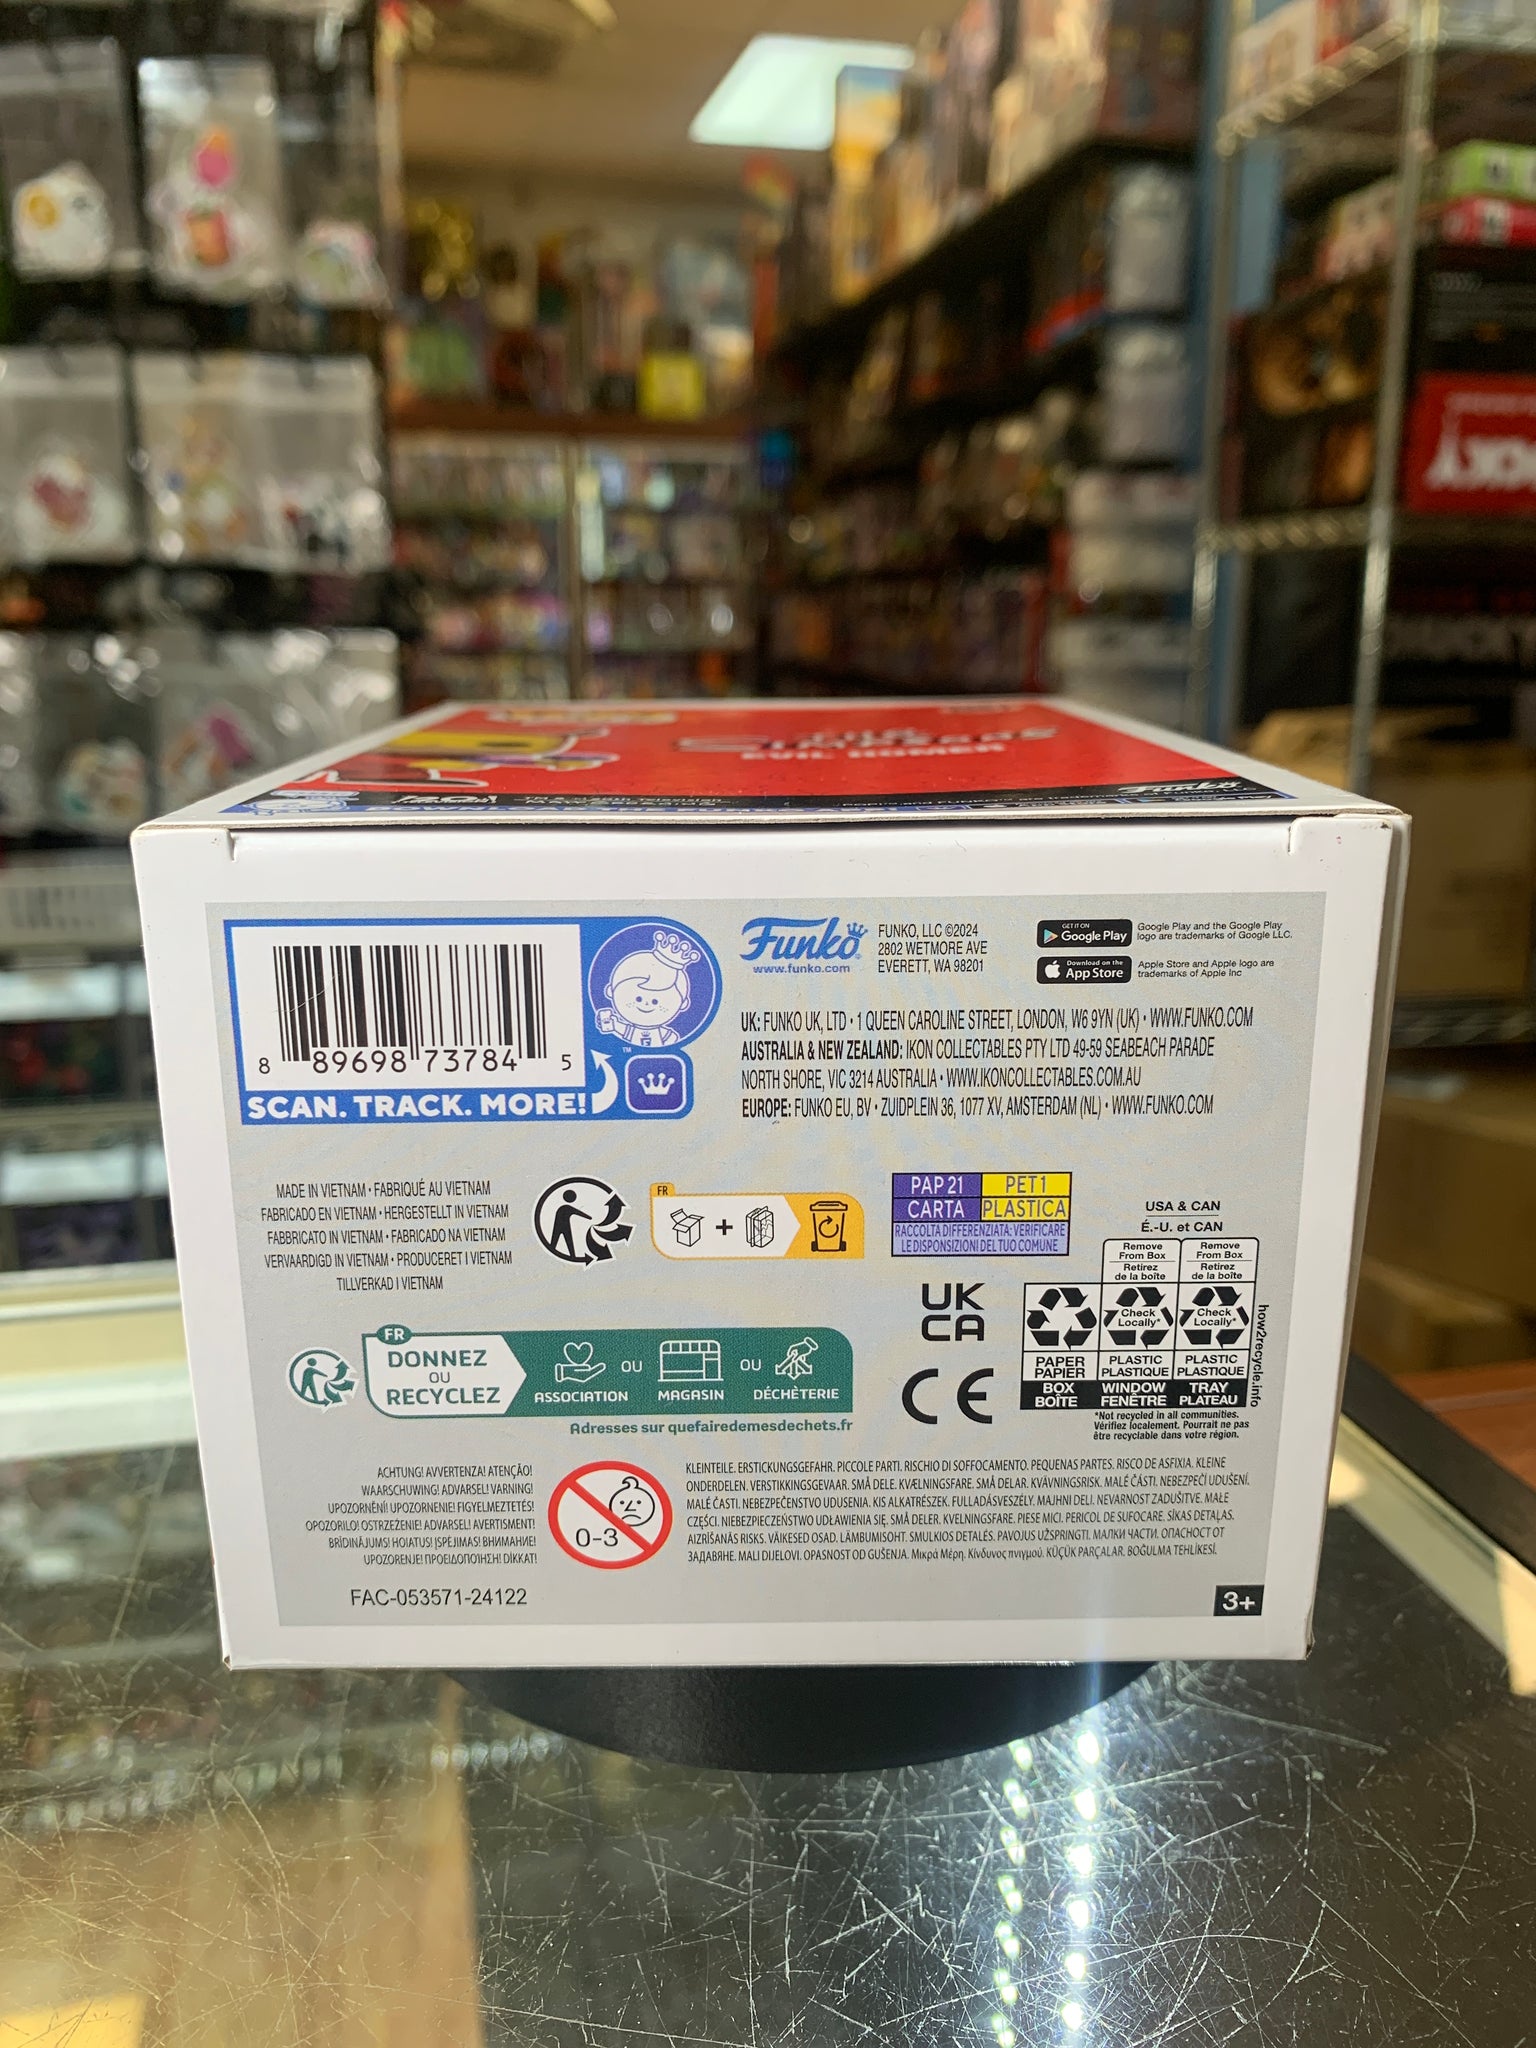 EVIL HOMER
Funko
8 89698 73784 5
SCAN. TRACK. MORE!
TM
Funko
www.funko.com
FUNKO, LLC ©2024
2802 WETMORE AVE
EVERETT, WA 98201
GET IT ON
Google Play
Google Play and the Google Play
logo are trademarks of Google LLC.
Download on the
App Store
Apple Store and Apple logo are
trademarks of Apple Inc
UK: FUNKO UK, LTD • 1 QUEEN CAROLINE STREET, LONDON, W6 9YN (UK) • WWW.FUNKO.COM
AUSTRALIA & NEW ZEALAND: IKON COLLECTABLES PTY LTD 49-59 SEABEACH PARADE
NORTH SHORE, VIC 3214 AUSTRALIA • WWW.IKONCOLLECTABLES.COM.AU
EUROPE: FUNKO EU, BV • ZUIDPLEIN 36, 1077 XV, AMSTERDAM (NL) • WWW.FUNKO.COM
MADE IN VIETNAM • FABRIQUÉ AU VIETNAM
FABRICADO EN VIETNAM • HERGESTELLT IN VIETNAM
FABBRICATO IN VIETNAM • FABRICADO NA VIETNAM
VERVAARDIGD IN VIETNAM • PRODUCERET I VIETNAM
TILLVERKAD I VIETNAM
FR
+
PAP 21
PET 1
CARTA
PLASTICA
RACCOLTA DIFFERENZIATA: VERIFICARE
LE DISPOSIZIONI DEL TUO COMUNE
USA & CAN
É.-U. et CAN
Remove
From Box
Retirez
de la boîte
Remove
From Box
Retirez
de la boîte
Check
Locally*
Check
Locally*
PAPER
PAPIER
PLASTIC
PLASTIQUE
PLASTIC
PLASTIQUE
BOX
BOÎTE
WINDOW
FENÊTRE
TRAY
PLATEAU
how2recycle.info
*Not recycled in all communities.
Vérifiez localement. Pourrait ne pas
être recyclable dans votre région.
UK
CA
CE
FR
DONNEZ
OU
RECYCLEZ
ASSOCIATION
OU
MAGASIN
OU
DÉCHÈTERIE
Adresses sur quefairedemesdechets.fr
ACHTUNG! AVVERTENZA! ATENÇÃO!
WAARSCHUWING! ADVARSEL! VARNING!
UPOZORNĚNÍ! UPOZORNENIE! FIGYELMEZTETÉS!
OPOZORILO! OSTRZEŻENIE! ADVARSEL! AVERTISMENT!
BRĪDINĀJUMS! HOIATUS! ĮSPĖJIMAS! ВНИМАНИЕ!
UPOZORENJE! ΠΡΟΕΙΔΟΠΟΙΗΣΗ! DİKKAT!
0-3
KLEINTEILE. ERSTICKUNGSGEFAHR. PICCOLE PARTI. RISCHIO DI SOFFOCAMENTO. PEQUENAS PARTES. RISCO DE ASFIXIA. KLEINE
ONDERDELEN. VERSTIKKINGSGEVAAR. SMÅ DELE. KVÆLNINGSFARE. SMÅ DELAR. KVÄVNINGSRISK. MALÉ ČÁSTI. NEBEZPEČÍ UDUŠENÍ.
MALÉ ČASTI. NEBEZPEČENSTVO UDUSENIA. KIS ALKATRÉSZEK. FULLADÁSVESZÉLY. MAJHNI DELI. NEVARNOST ZADUŠITVE. MAŁE
CZĘŚCI. NIEBEZPIECZEŃSTWO UDŁAWIENIA SIĘ. SMÅ DELER. KVELNINGSFARE. PIESE MICI. PERICOL DE SUFOCARE. SĪKAS DETAĻAS.
AIZRĪŠANĀS RISKS. VÄIKESED OSAD. LÄMBUMISOHT. SMULKIOS DETALĖS. PAVOJUS UŽSPRINGTI. МАЛКИ ЧАСТИ. ОПАСНОСТ ОТ
ЗАДАВЯНЕ. MALI DIJELOVI. OPASNOST OD GUŠENJA. Μικρά Μέρη. Κίνδυνος πνιγμού. KÜÇÜK PARÇALAR. BOĞULMA TEHLİKESİ.
FAC-053571-24122
3+